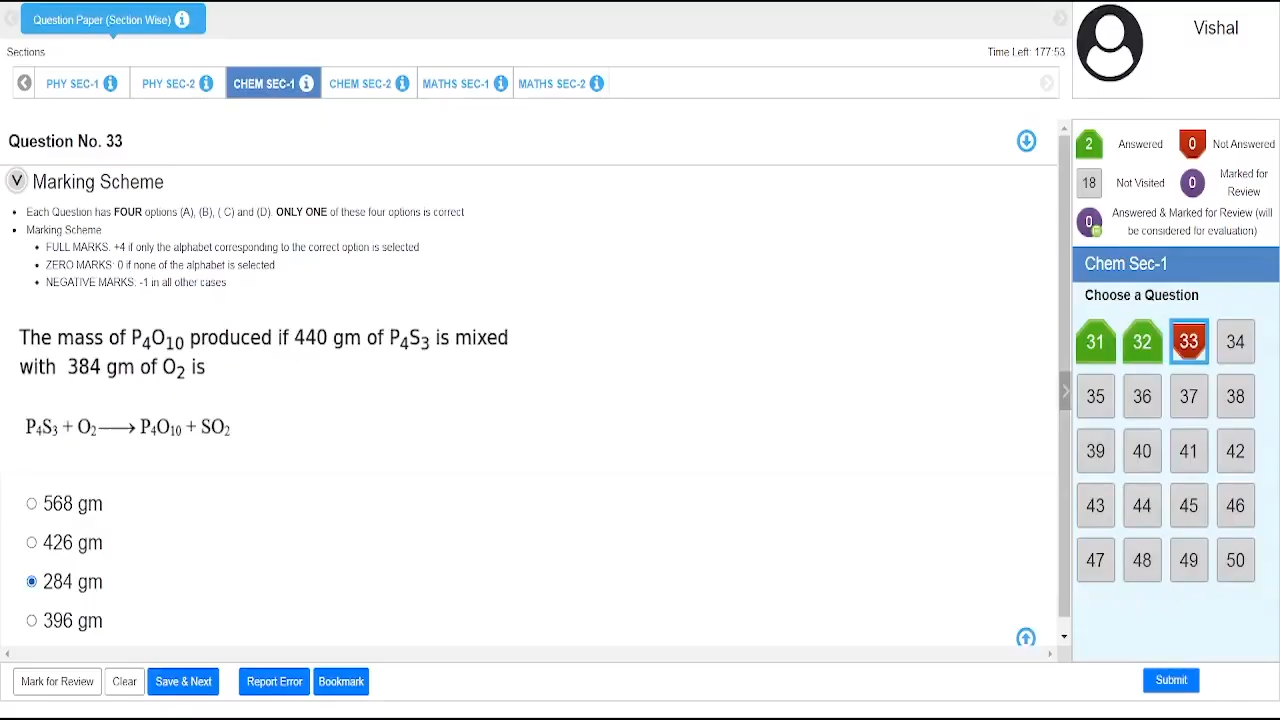 Question Paper (Section Wise) i
Vishal
Sections
Time Left: 177:53
PHY SEC-1 i PHY SEC-2 i CHEM SEC-1 i CHEM SEC-2 i MATHS SEC-1 i MATHS SEC-2 i
Question No. 33
2 Answered 0 Not Answered
18 Not Visited 0 Marked for Review
0 Answered & Marked for Review (will be considered for evaluation)
V Marking Scheme
• Each Question has FOUR options (A), (B), ( C) and (D). ONLY ONE of these four options is correct
• Marking Scheme
• FULL MARKS: +4 if only the alphabet corresponding to the correct option is selected
• ZERO MARKS: 0 if none of the alphabet is selected
• NEGATIVE MARKS: -1 in all other cases
The mass of P₄O₁₀ produced if 440 gm of P₄S₃ is mixed
with 384 gm of O₂ is
P₄S₃ + O₂ ⟶ P₄O₁₀ + SO₂
568 gm
426 gm
284 gm
396 gm
Chem Sec-1
Choose a Question
31 32 33 34
35 36 37 38
39 40 41 42
43 44 45 46
47 48 49 50
Mark for Review Clear Save & Next Report Error Bookmark Submit